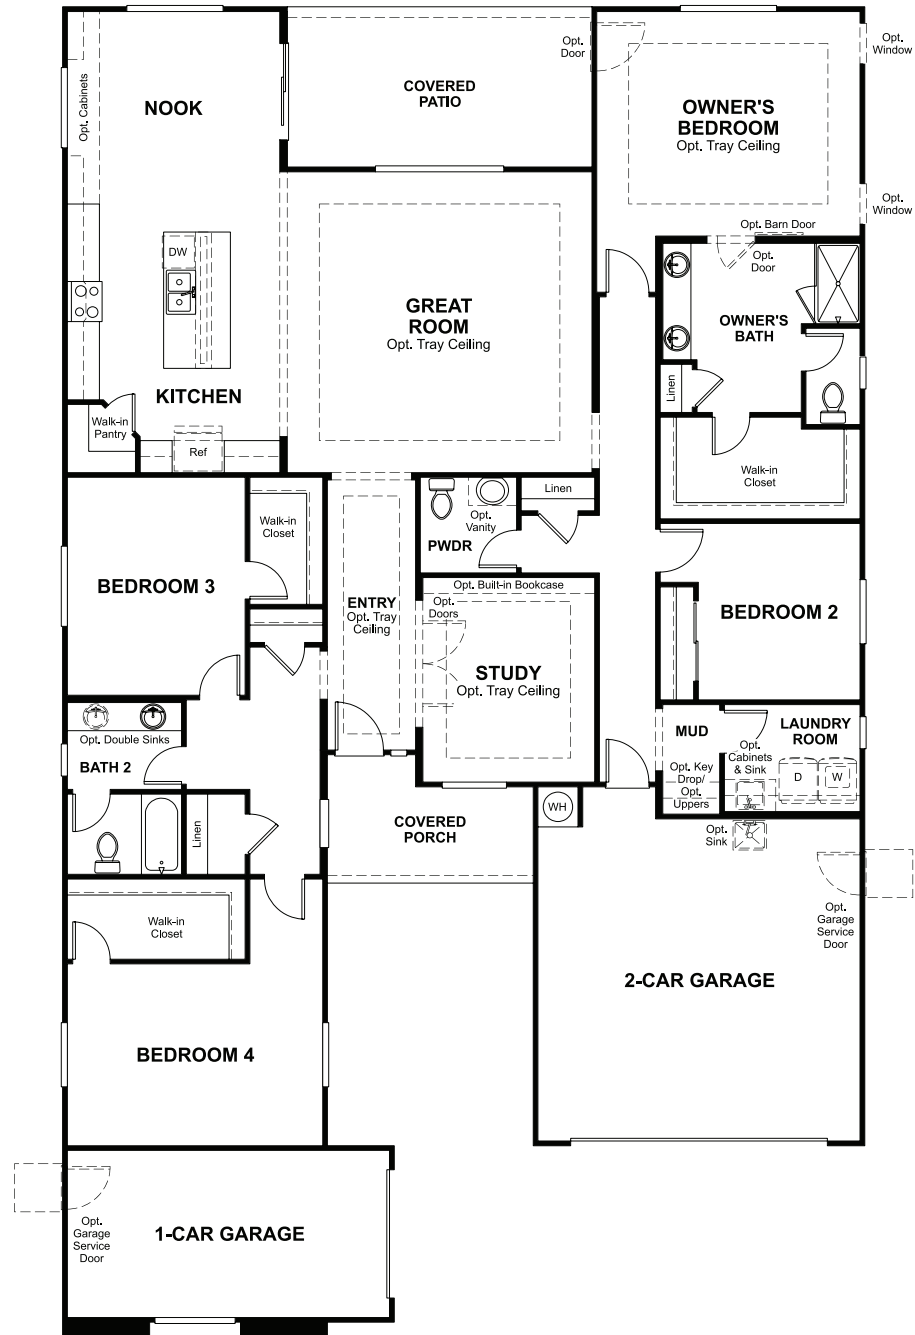 NOOK
Opt. Cabinets
COVERED
PATIO
Opt.
Door
OWNER'S
BEDROOM
Opt. Tray Ceiling
Opt.
Window
Opt.
Window
Opt. Barn Door
Opt.
Door
DW
GREAT
ROOM
Opt. Tray Ceiling
OWNER'S
BATH
KITCHEN
Linen
Walk-in
Pantry
Ref
Walk-in
Closet
Linen
Opt.
Vanity
PWDR
Walk-in
Closet
BEDROOM 3
ENTRY
Opt. Tray
Ceiling
Opt. Built-in Bookcase
Opt.
Doors
STUDY
Opt. Tray Ceiling
BEDROOM 2
Opt. Double Sinks
BATH 2
Linen
MUD
Opt. Key
Drop/
Opt.
Uppers
LAUNDRY
ROOM
Opt.
Cabinets
& Sink
D
W
COVERED
PORCH
WH
Opt.
Sink
Opt.
Garage
Service
Door
Walk-in
Closet
2-CAR GARAGE
BEDROOM 4
Opt.
Garage
Service
Door
1-CAR GARAGE